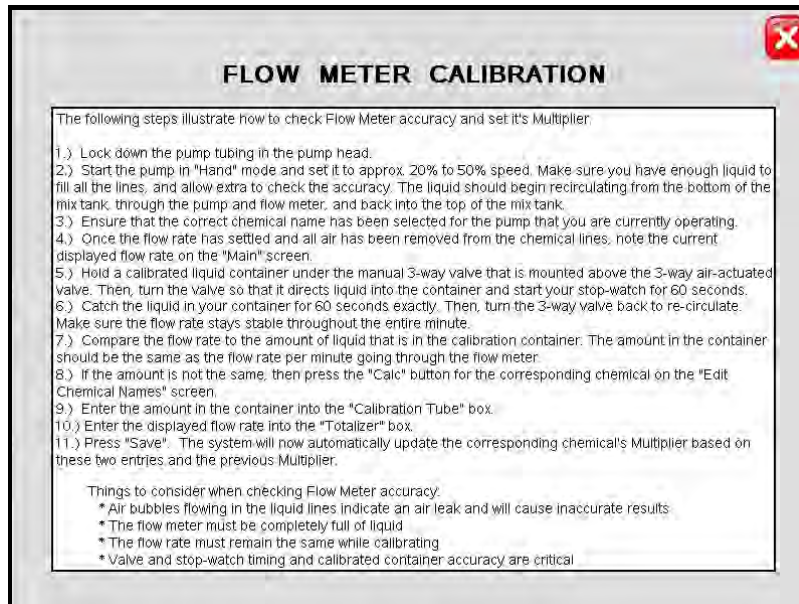 FLOW METER CALIBRATION
The following steps illustrate how to check Flow Meter accuracy and set it's Multiplier.
1.) Lock down the pump tubing in the pump head.
2.) Start the pump in "Hand" mode and set it to approx. 20% to 50% speed. Make sure you have enough liquid to
fill all the lines, and allow extra to check the accuracy. The liquid should begin recirculating from the bottom of the
mix tank, through the pump and flow meter, and back into the top of the mix tank.
3.) Ensure that the correct chemical name has been selected for the pump that you are currently operating.
4.) Once the flow rate has settled and all air has been removed from the chemical lines, note the current
displayed flow rate on the "Main" screen.
5.) Hold a calibrated liquid container under the manual 3-way valve that is mounted above the 3-way air-actuated
valve. Then, turn the valve so that it directs liquid into the container and start your stop-watch for 60 seconds.
6.) Catch the liquid in your container for 60 seconds exactly. Then, turn the 3-way valve back to re-circulate.
Make sure the flow rate stays stable throughout the entire minute.
7.) Compare the flow rate to the amount of liquid that is in the calibration container. The amount in the container
should be the same as the flow rate per minute going through the flow meter.
8.) If the amount is not the same, then press the "Calc" button for the corresponding chemical on the "Edit
Chemical Names" screen.
9.) Enter the amount in the container into the "Calibration Tube" box.
10.) Enter the displayed flow rate into the "Totalizer" box.
11.) Press "Save". The system will now automatically update the corresponding chemical's Multiplier based on
these two entries and the previous Multiplier.
Things to consider when checking Flow Meter accuracy:
* Air bubbles flowing in the liquid lines indicate an air leak and will cause inaccurate results
* The flow meter must be completely full of liquid
* The flow rate must remain the same while calibrating
* Valve and stop-watch timing and calibrated container accuracy are critical